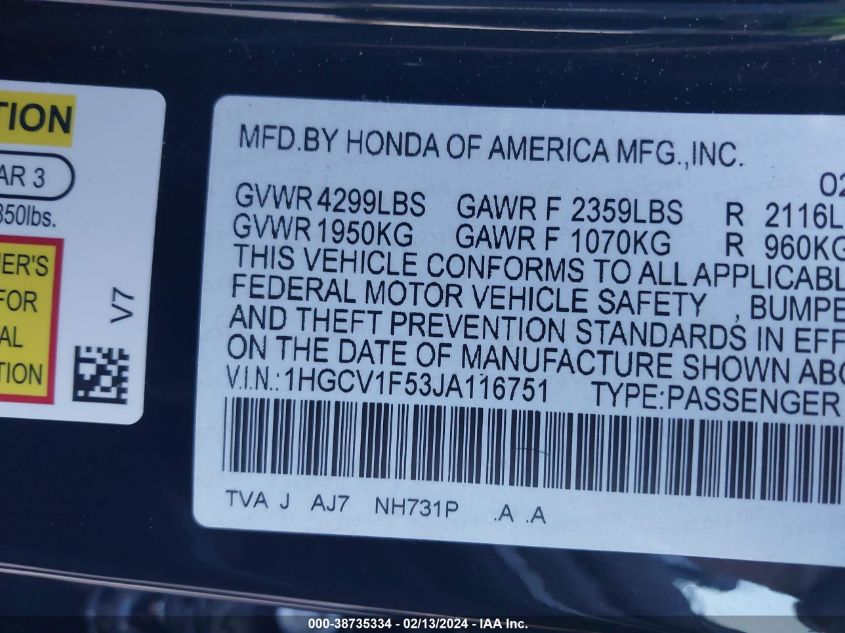 TION
AR 3
850lbs.
ER'S
FOR
AL
TION
V7
MFD.BY HONDA OF AMERICA MFG.,INC.
02
GVWR 4299LBS GAWR F 2359LBS R 2116L
GVWR 1950KG GAWR F 1070KG R 960KG
THIS VEHICLE CONFORMS TO ALL APPLICABL
FEDERAL MOTOR VEHICLE SAFETY , BUMPE
AND THEFT PREVENTION STANDARDS IN EFF
ON THE DATE OF MANUFACTURE SHOWN ABO
V.I.N.:1HGCV1F53JA116751 TYPE:PASSENGER
TVA J AJ7 NH731P .A .A
000-38735334 - 02/13/2024 - IAA Inc.